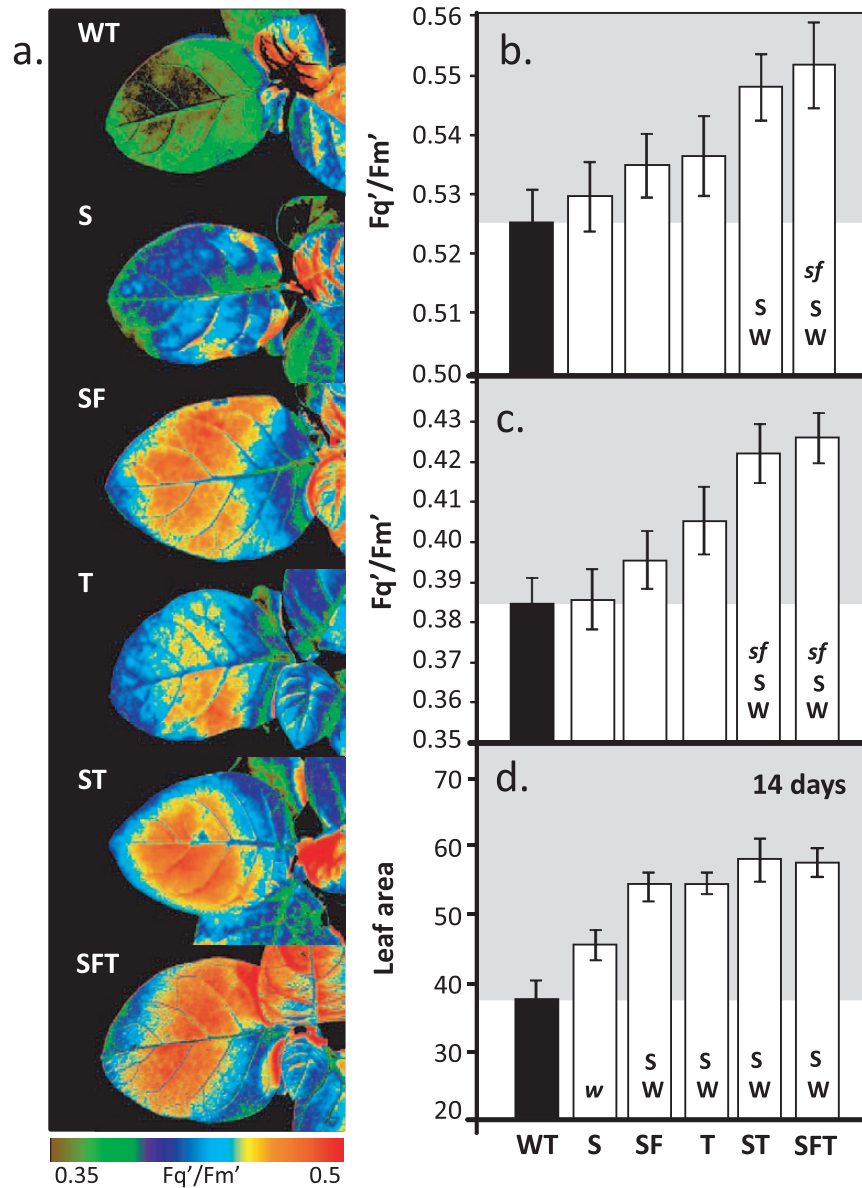 a.
WT
S
SF
T
ST
SFT
0.35 Fq’/Fm’ 0.5
b.
Fq’/Fm’
0.56
0.55
0.54
0.53
0.52
0.51
0.50
S
W
sf
S
W
c.
Fq’/Fm’
0.43
0.42
0.41
0.40
0.39
0.38
0.37
0.36
0.35
sf
S
W
sf
S
W
d.
14 days
Leaf area
70
60
50
40
30
20
w
S
W
S
W
S
W
S
W
WT S SF T ST SFT